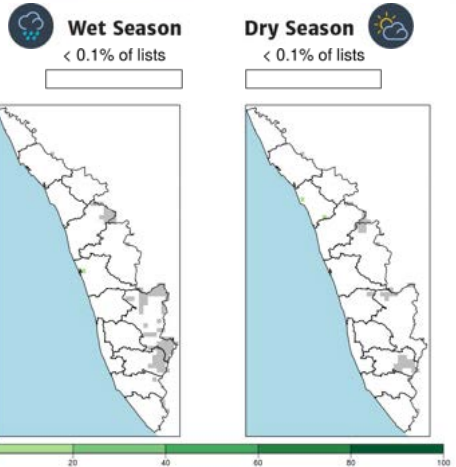 Wet Season
< 0.1% of lists
Dry Season
< 0.1% of lists
20 40 60 80 100